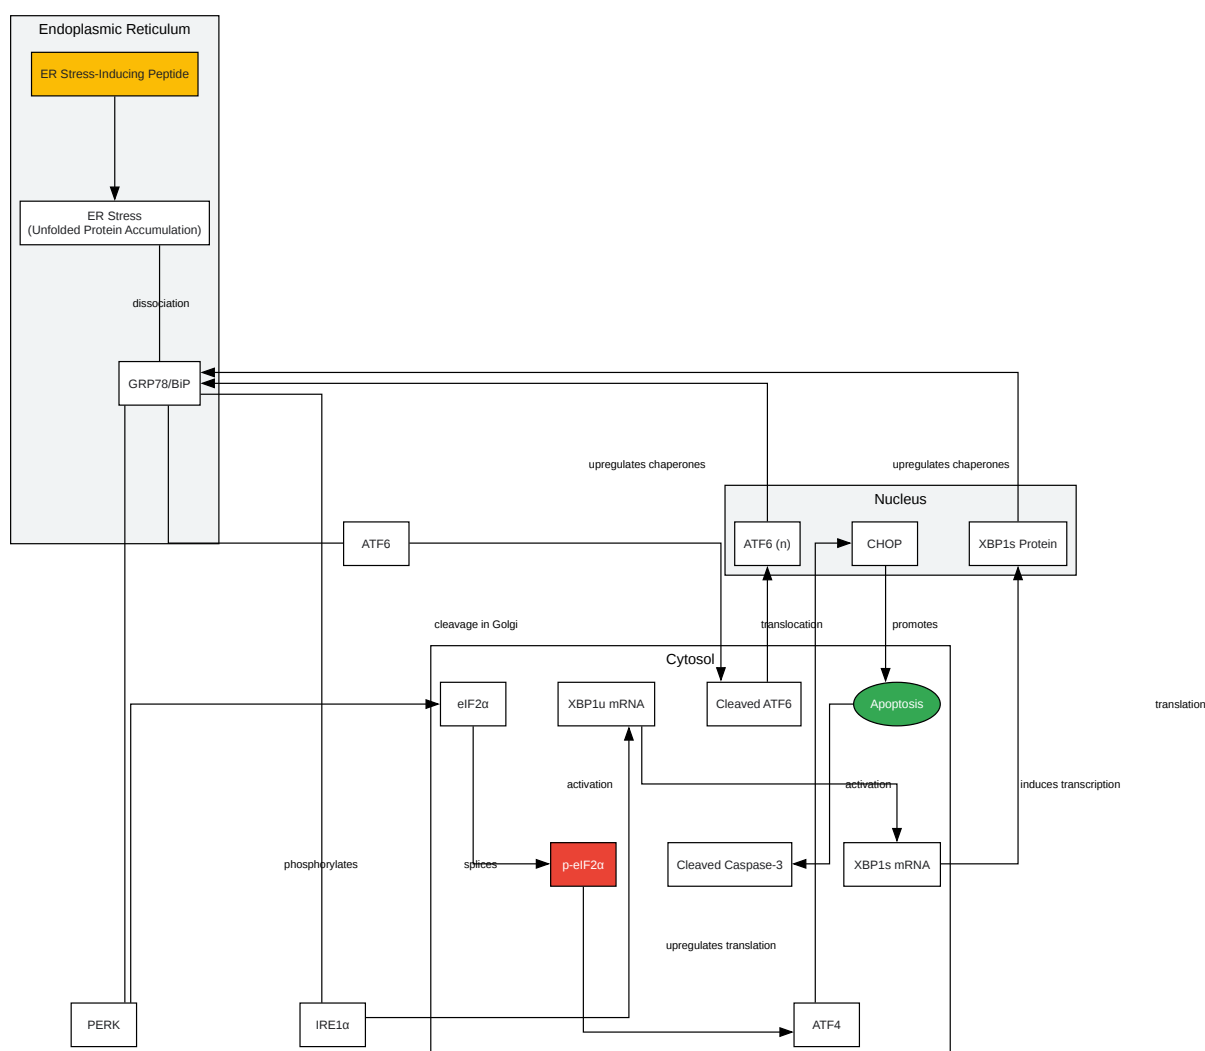 Endoplasmic Reticulum
ER Stress-Inducing Peptide
ER Stress
(Unfolded Protein Accumulation)
dissociation
GRP78/BiP
upregulates chaperones
upregulates chaperones
Nucleus
ATF6
ATF6 (n)
CHOP
XBP1s Protein
cleavage in Golgi
translocation
promotes
Cytosol
eIF2α
XBP1u mRNA
Cleaved ATF6
Apoptosis
translation
activation
activation
induces transcription
phosphorylates
splices
p-eIF2α
Cleaved Caspase-3
XBP1s mRNA
upregulates translation
PERK
IRE1α
ATF4